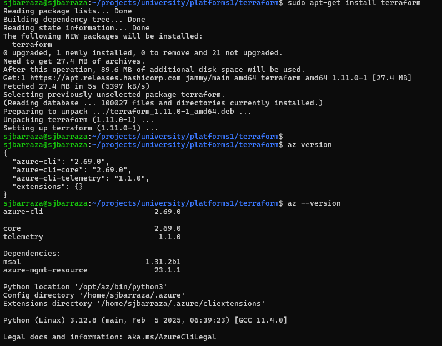 sjbarraza@sjbarraza:~/projects/university/platforms1/terraform$ sudo apt-get install terraform
Reading package lists... Done
Building dependency tree... Done
Reading state information... Done
The following NEW packages will be installed:
  terraform
0 upgraded, 1 newly installed, 0 to remove and 21 not upgraded.
Need to get 27.4 MB of archives.
After this operation, 89.6 MB of additional disk space will be used.
Get:1 https://apt.releases.hashicorp.com jammy/main amd64 terraform amd64 1.11.0-1 [27.4 MB]
Fetched 27.4 MB in 5s (5397 kB/s)
Selecting previously unselected package terraform.
(Reading database ... 100027 files and directories currently installed.)
Preparing to unpack .../terraform_1.11.0-1_amd64.deb ...
Unpacking terraform (1.11.0-1) ...
Setting up terraform (1.11.0-1) ...
sjbarraza@sjbarraza:~/projects/university/platforms1/terraform$
sjbarraza@sjbarraza:~/projects/university/platforms1/terraform$ az version
{
  "azure-cli": "2.69.0",
  "azure-cli-core": "2.69.0",
  "azure-cli-telemetry": "1.1.0",
  "extensions": {}
}
sjbarraza@sjbarraza:~/projects/university/platforms1/terraform$ az --version
azure-cli                         2.69.0
core                              2.69.0
telemetry                          1.1.0
Dependencies:
msal                            1.31.2b1
azure-mgmt-resource               23.1.1
Python location '/opt/az/bin/python3'
Config directory '/home/sjbarraza/.azure'
Extensions directory '/home/sjbarraza/.azure/cliextensions'
Python (Linux) 3.12.8 (main, Feb  5 2025, 06:39:23) [GCC 11.4.0]
Legal docs and information: aka.ms/AzureCliLegal